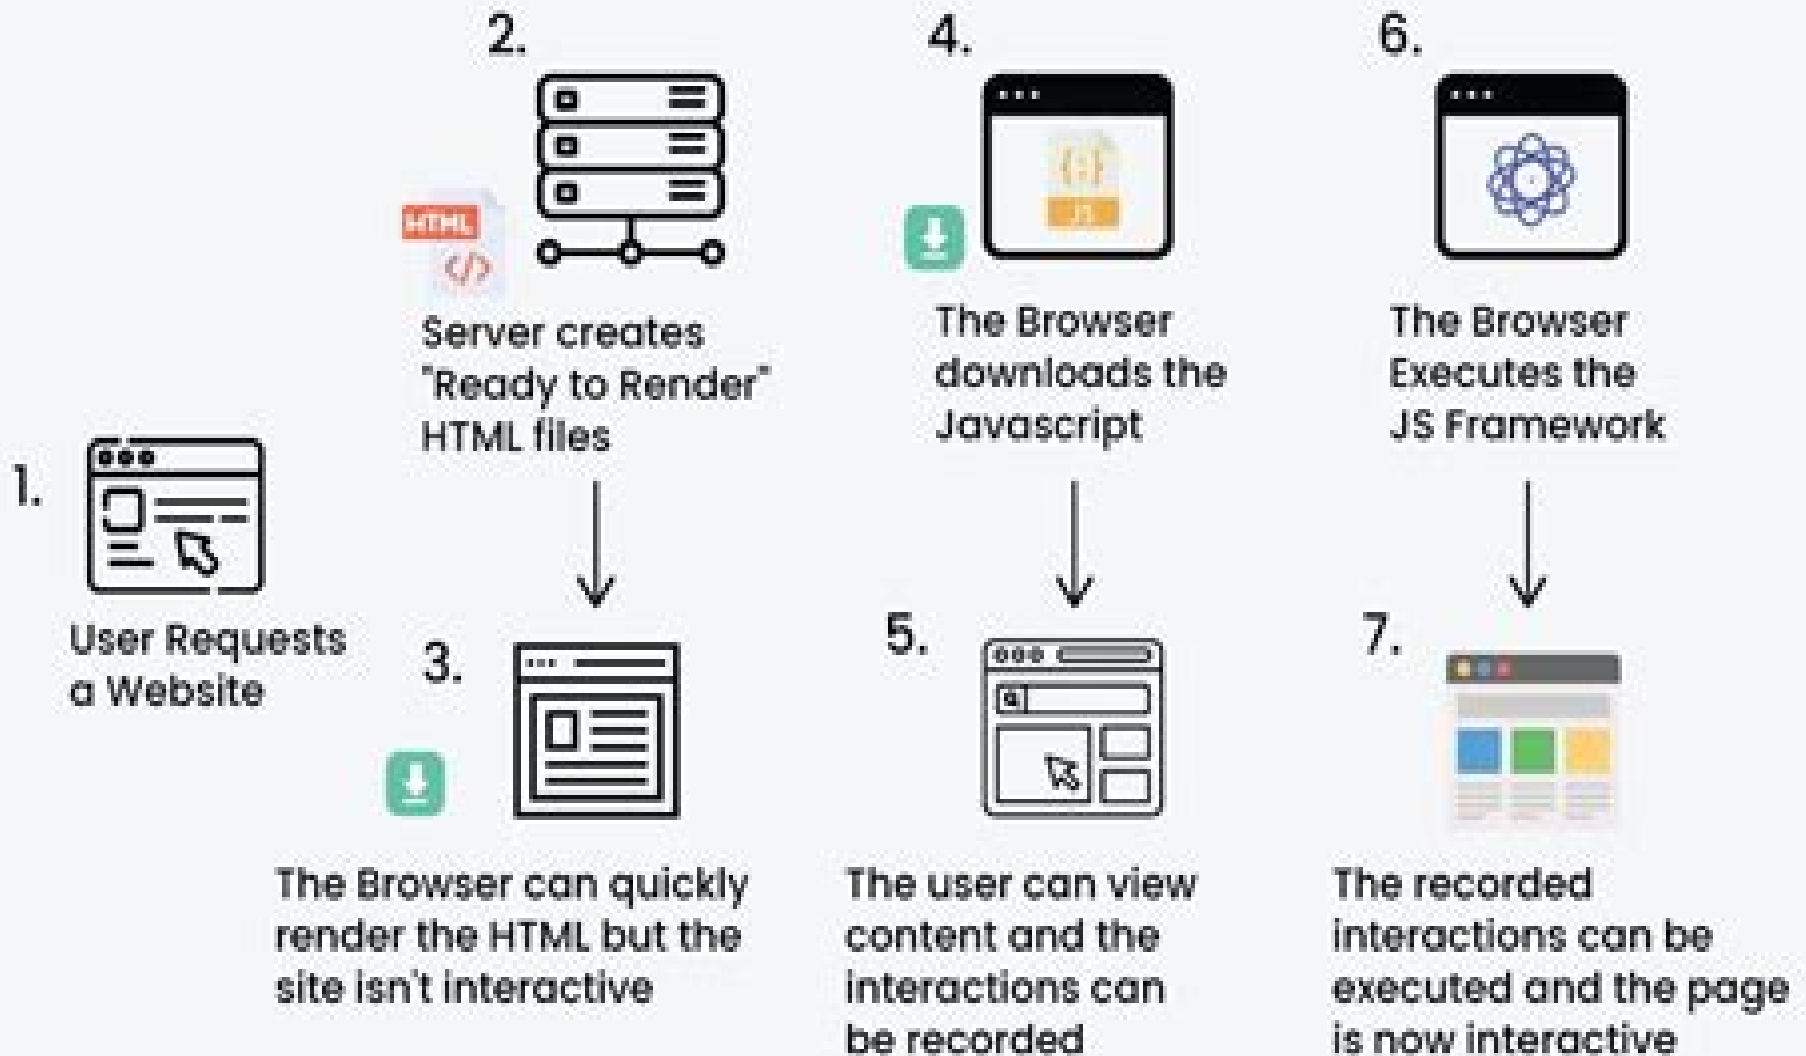 1.
User Requests
a Website
2.
HTML
</>
Server creates
"Ready to Render"
HTML files
3.
The Browser can quickly
render the HTML but the
site isn't interactive
4.
{;}
JS
The Browser
downloads the
Javascript
5.
The user can view
content and the
interactions can
be recorded
6.
The Browser
Executes the
JS Framework
7.
The recorded
interactions can be
executed and the page
is now interactive